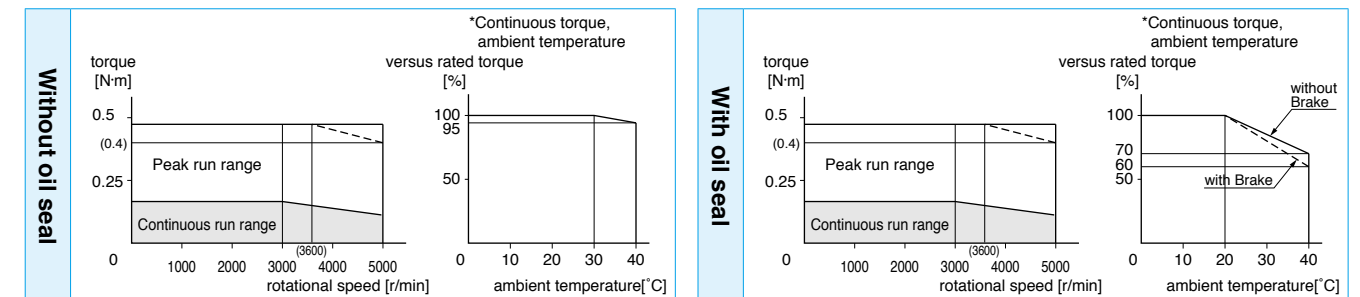 Without oil seal
torque
[N·m]
0.5
(0.4)
0.25
0
Peak run range
Continuous run range
(3600)
1000 2000 3000 4000 5000
rotational speed [r/min]
*Continuous torque,
ambient temperature
versus rated torque
[%]
100
95
50
0 10 20 30 40
ambient temperature[˚C]
With oil seal
torque
[N·m]
0.5
(0.4)
0.25
0
Peak run range
Continuous run range
(3600)
1000 2000 3000 4000 5000
rotational speed [r/min]
*Continuous torque,
ambient temperature
versus rated torque
[%]
without
Brake
100
70
60
50
with Brake
0 10 20 30 40
ambient temperature[˚C]